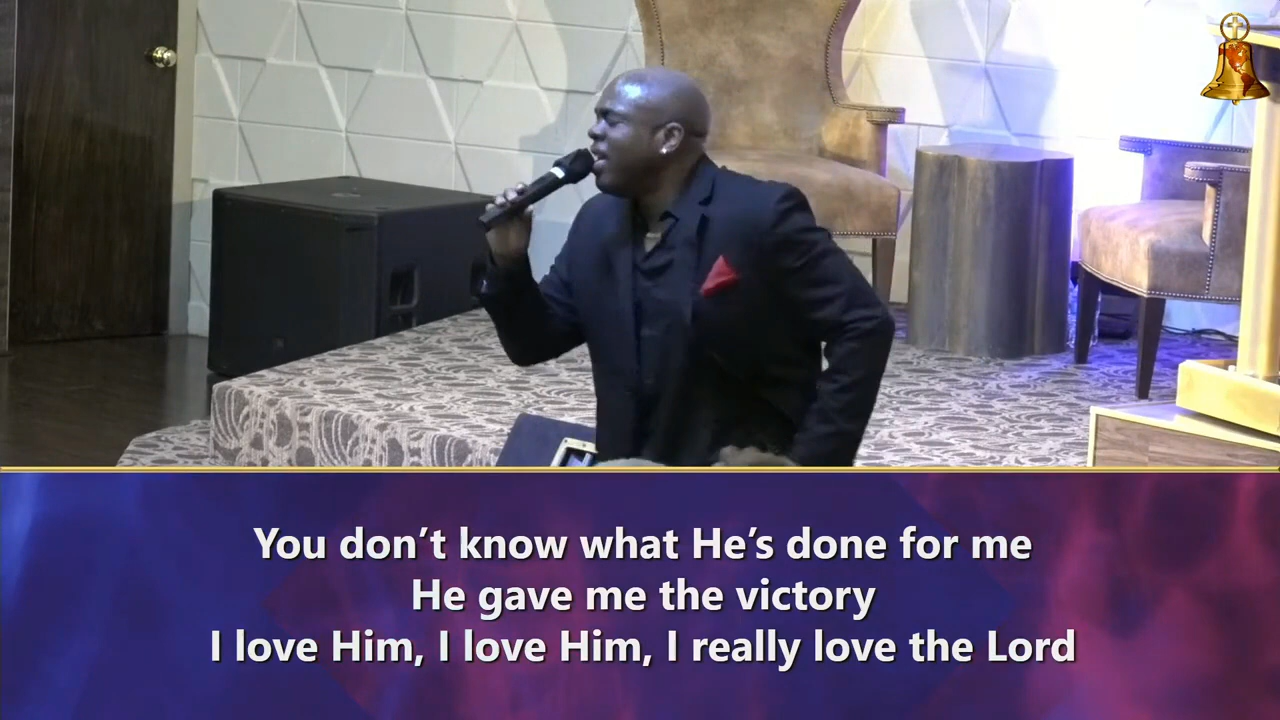 You don’t know what He’s done for me
He gave me the victory
I love Him, I love Him, I really love the Lord